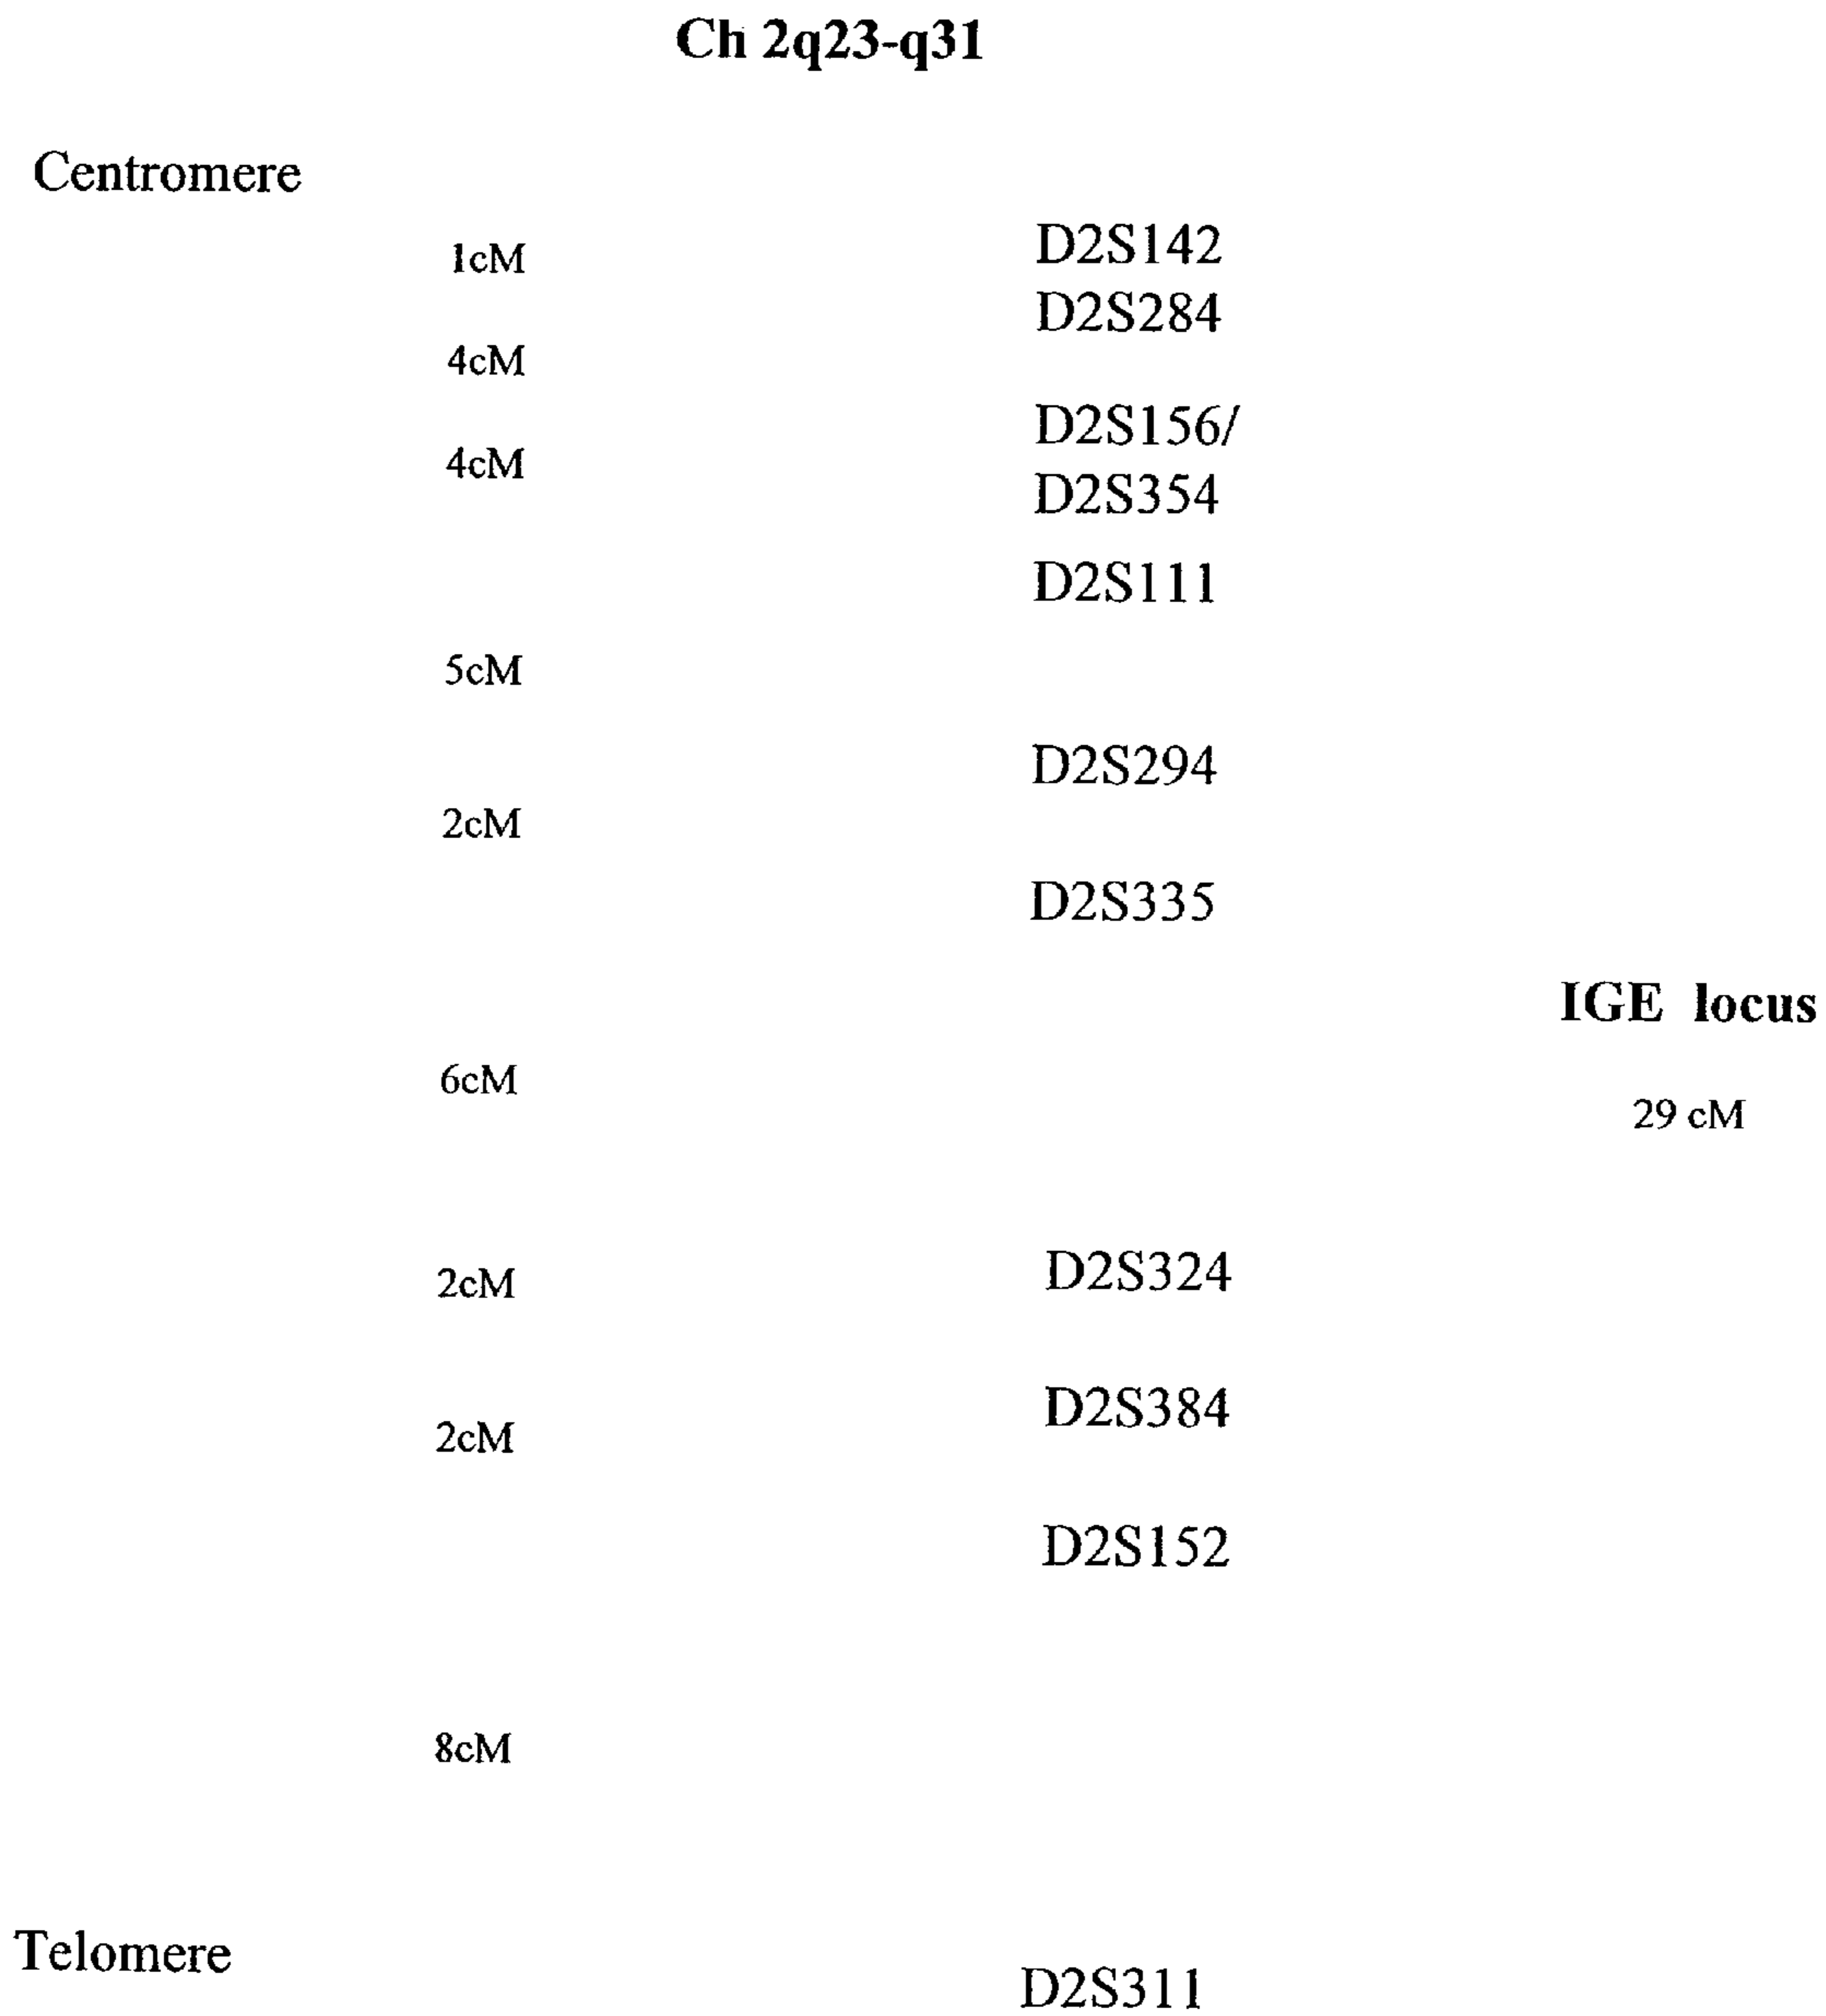 Ch 2q23-q31
Centromere
1cM
D2S142
D2S284
4cM
D2S156/
4cM
D2S354
D2S111
5cM
D2S294
2cM
D2S335
IGE locus
6cM
29 cM
D2S324
2cM
D2S384
2cM
D2S152
8cM
Telomere
D2S311